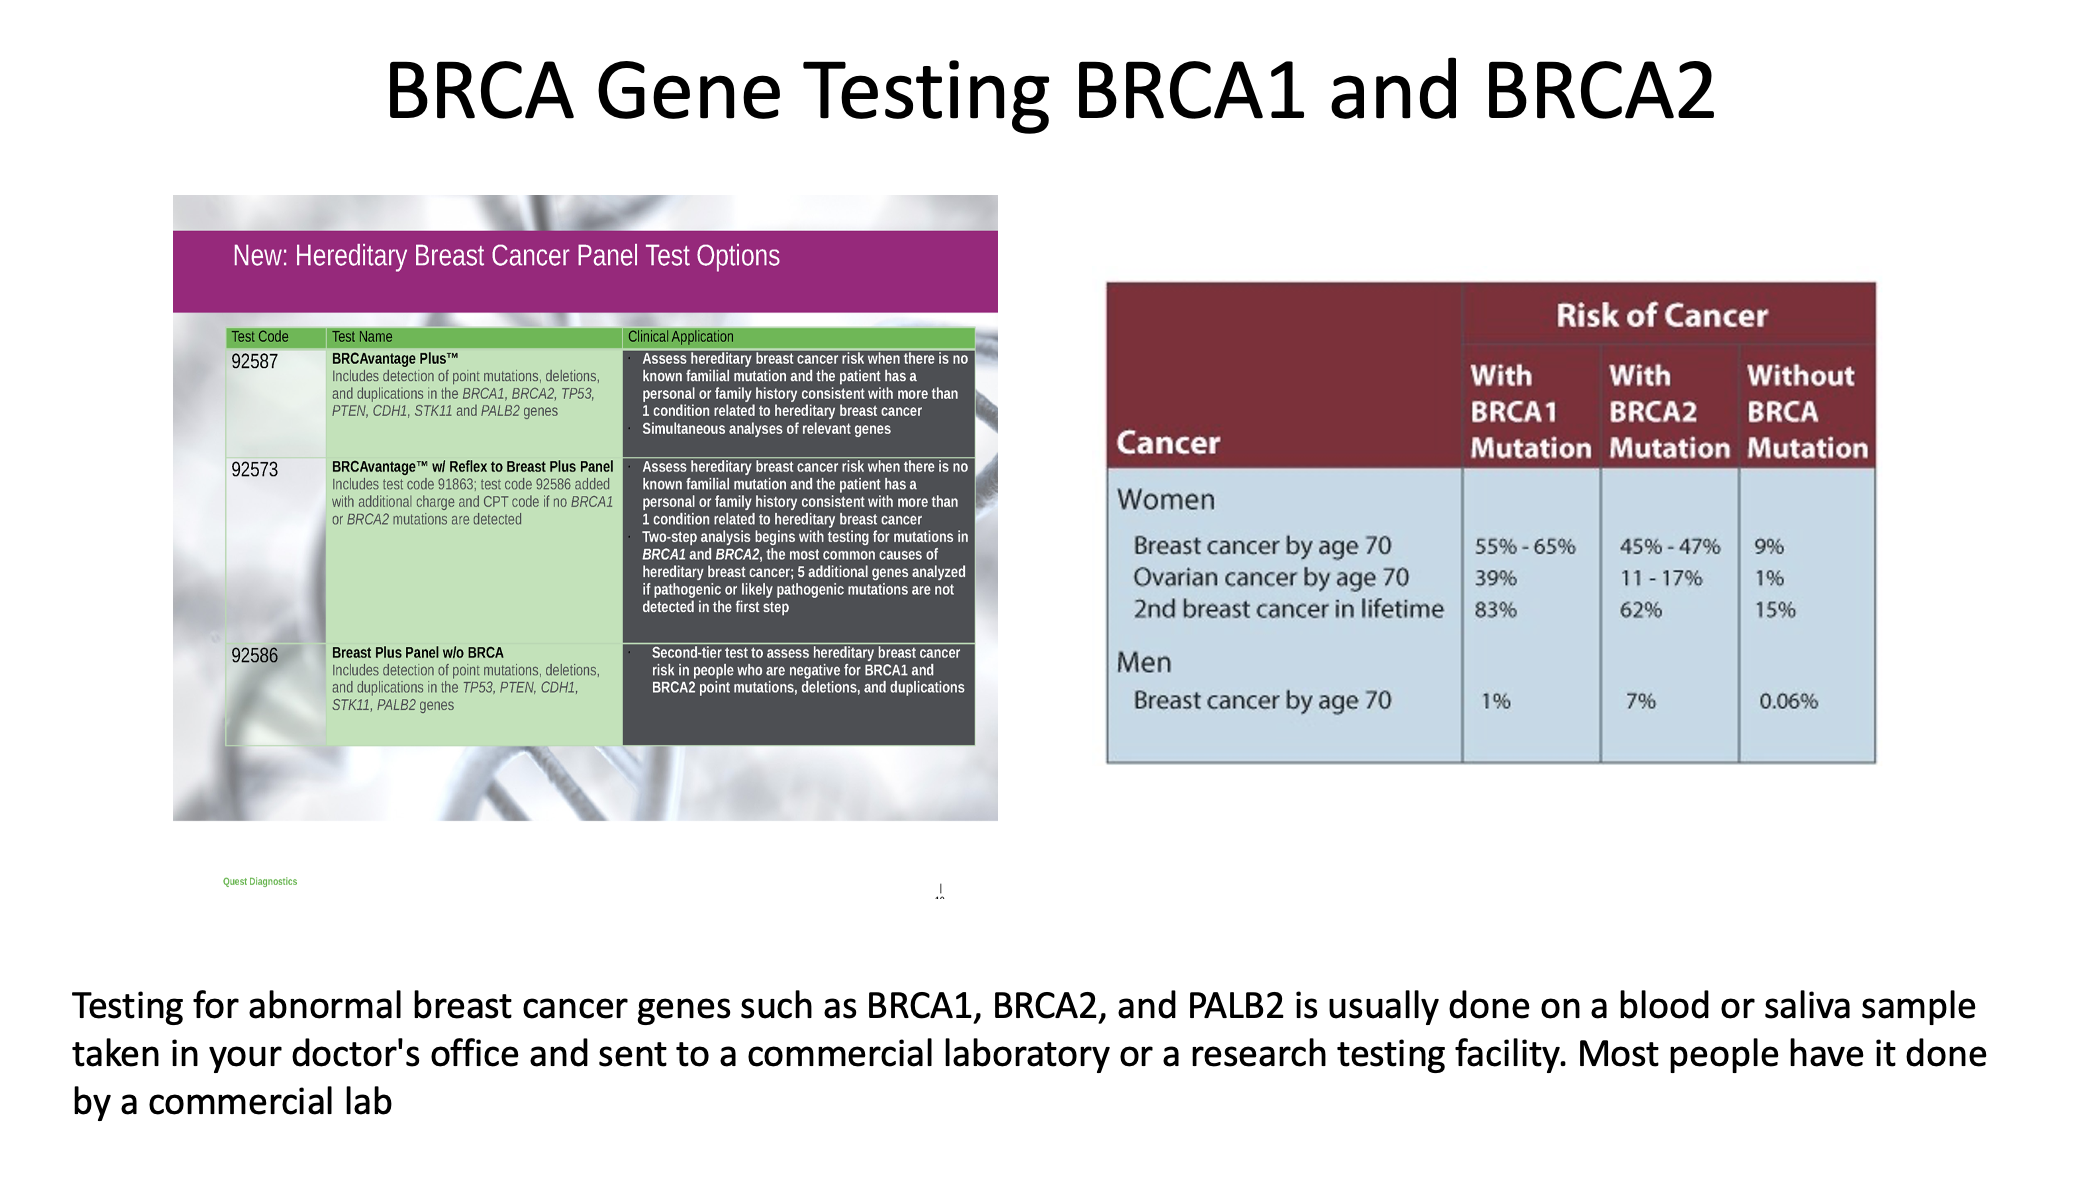 BRCA Gene Testing BRCA1 and BRCA2
New: Hereditary Breast Cancer Panel Test Options
Test Code Test Name Clinical Application
92587
BRCAvantage Plus™
Includes detection of point mutations, deletions,
and duplications in the BRCA1, BRCA2, TP53,
PTEN, CDH1, STK11 and PALB2 genes
· Assess hereditary breast cancer risk when there is no
known familial mutation and the patient has a
personal or family history consistent with more than
1 condition related to hereditary breast cancer
· Simultaneous analyses of relevant genes
92573
BRCAvantage™ w/ Reflex to Breast Plus Panel
Includes test code 91863; test code 92586 added
with additional charge and CPT code if no BRCA1
or BRCA2 mutations are detected
· Assess hereditary breast cancer risk when there is no
known familial mutation and the patient has a
personal or family history consistent with more than
1 condition related to hereditary breast cancer
· Two-step analysis begins with testing for mutations in
BRCA1 and BRCA2, the most common causes of
hereditary breast cancer; 5 additional genes analyzed
if pathogenic or likely pathogenic mutations are not
detected in the first step
92586
Breast Plus Panel w/o BRCA
Includes detection of point mutations, deletions,
and duplications in the TP53, PTEN, CDH1,
STK11, PALB2 genes
· Second-tier test to assess hereditary breast cancer
risk in people who are negative for BRCA1 and
BRCA2 point mutations, deletions, and duplications
Quest Diagnostics
|
Risk of Cancer
Cancer
With
BRCA1
Mutation
With
BRCA2
Mutation
Without
BRCA
Mutation
Women
Breast cancer by age 70 55% - 65% 45% - 47% 9%
Ovarian cancer by age 70 39% 11 - 17% 1%
2nd breast cancer in lifetime 83% 62% 15%
Men
Breast cancer by age 70 1% 7% 0.06%
Testing for abnormal breast cancer genes such as BRCA1, BRCA2, and PALB2 is usually done on a blood or saliva sample
taken in your doctor's office and sent to a commercial laboratory or a research testing facility. Most people have it done
by a commercial lab